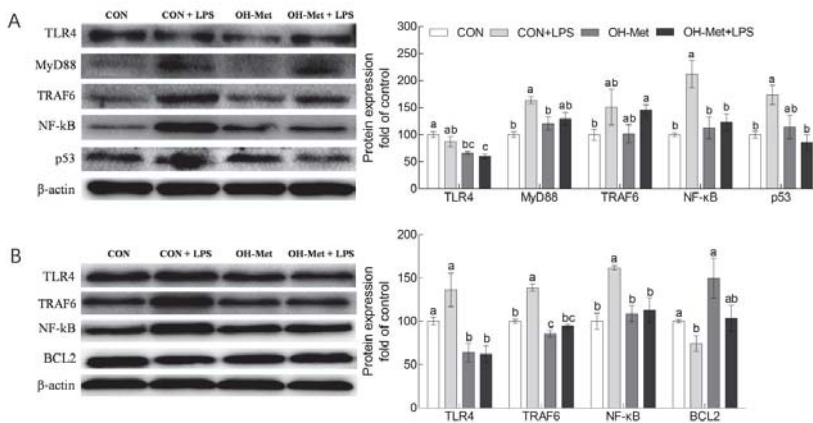 A
CON CON + LPS OH-Met OH-Met + LPS
TLR4
MyD88
TRAF6
NF-kB
p53
β-actin
Protein expression
fold of control
300
250
200
150
100
50
0
CON CON+LPS OH-Met OH-Met+LPS
a ab bc c
b a b ab
b ab ab a
b a b b
b a b b
TLR4 MyD88 TRAF6 NF-κB p53
B
CON CON + LPS OH-Met OH-Met + LPS
TLR4
TRAF6
NF-kB
BCL2
β-actin
Protein expression
fold of control
200
150
100
50
0
a a b b
b a c bc
b a b b
a b a ab
TLR4 TRAF6 NF-κB BCL2